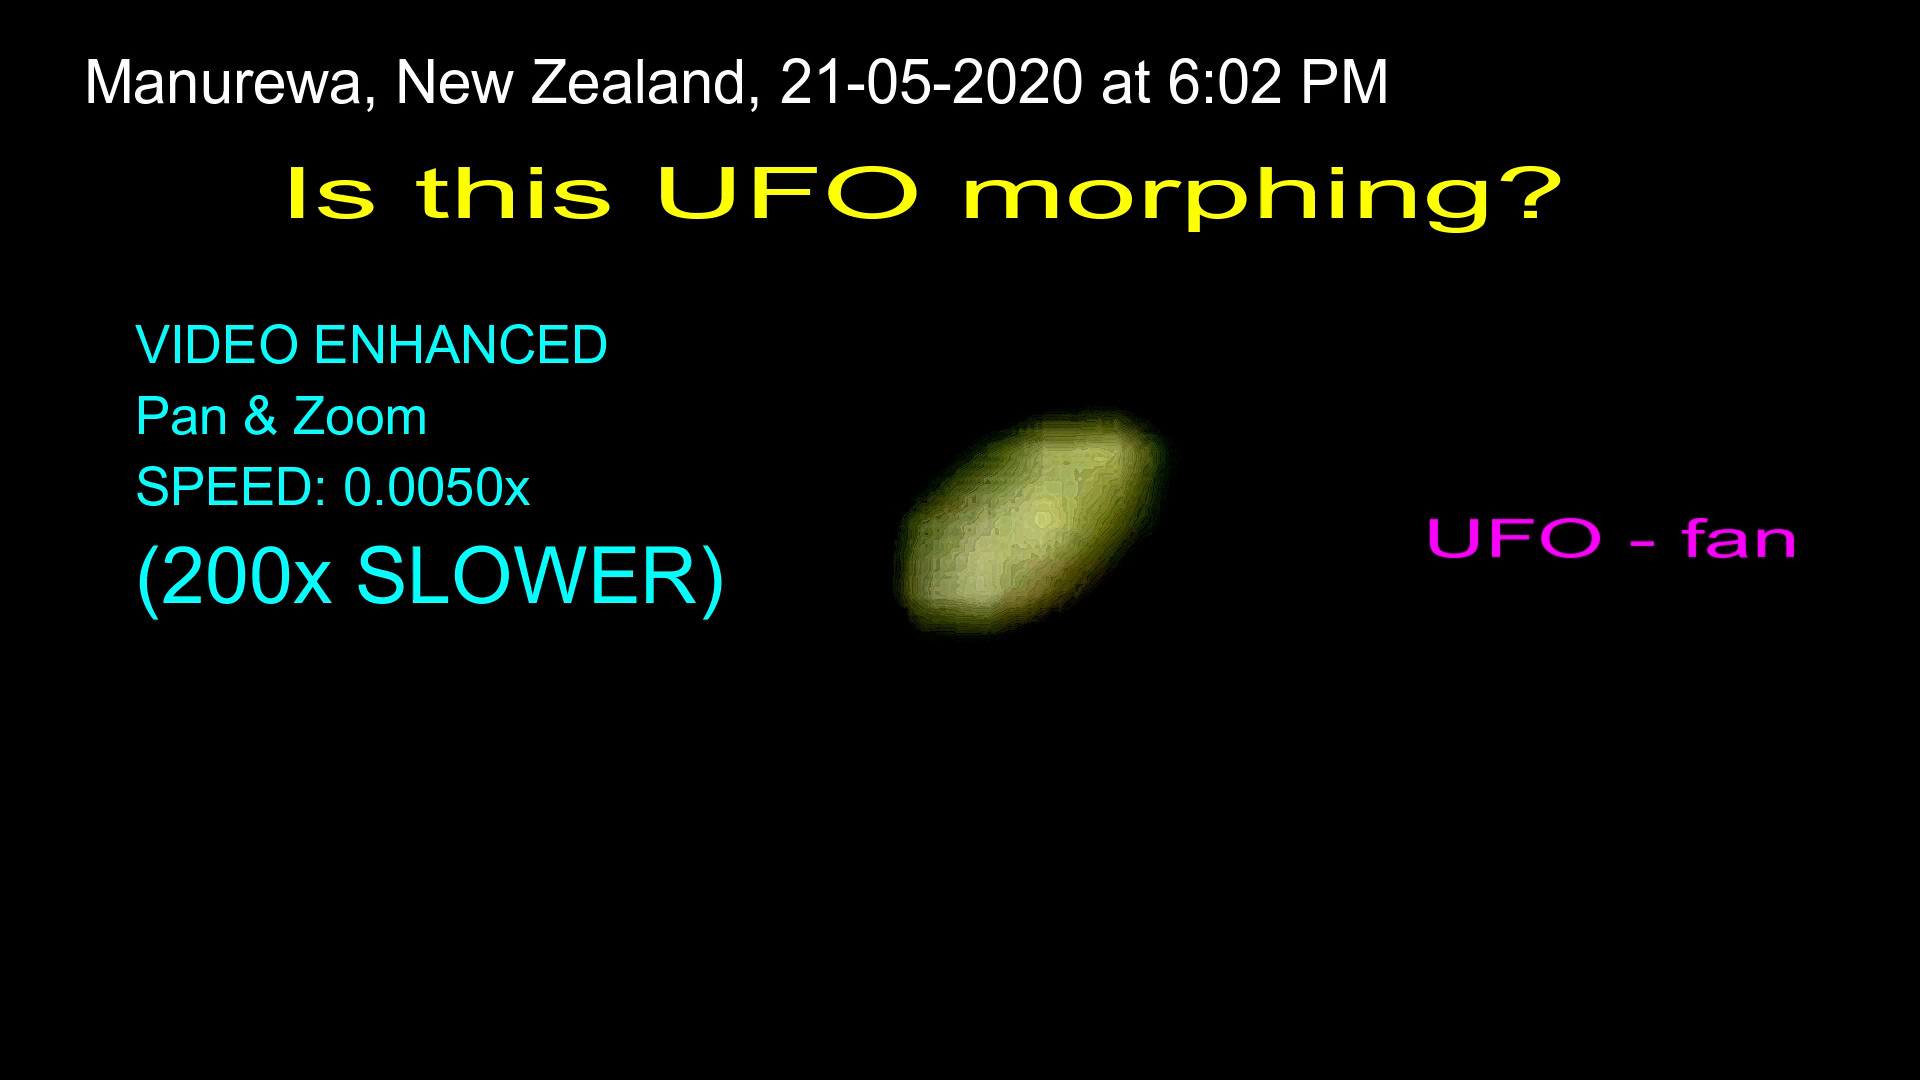 Manurewa, New Zealand, 21-05-2020 at 6:02 PM
Is this UFO morphing?
VIDEO ENHANCED
Pan & Zoom
SPEED: 0.0050x
(200x SLOWER)
UFO - fan